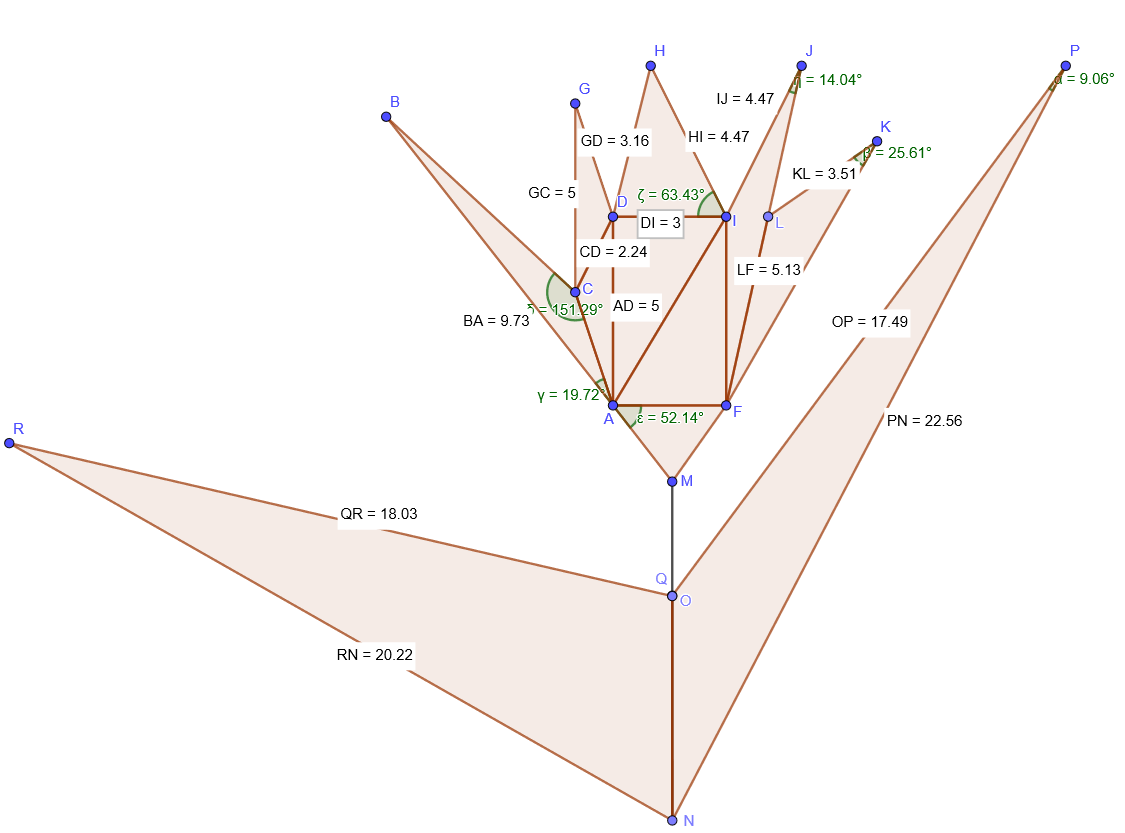 H
J
P
η = 14.04°
α = 9.06°
G
IJ = 4.47
B
K
HI = 4.47
GD = 3.16
β = 25.61°
KL = 3.51
GC = 5
ζ = 63.43°
D
DI = 3
I
L
CD = 2.24
LF = 5.13
C
AD = 5
δ = 151.29°
BA = 9.73
OP = 17.49
γ = 19.72°
A
ε = 52.14°
F
PN = 22.56
R
M
QR = 18.03
Q
O
RN = 20.22
N